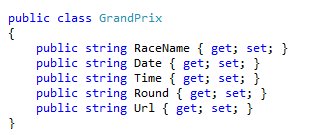 public class GrandPrix
{
    public string RaceName { get; set; }
    public string Date { get; set; }
    public string Time { get; set; }
    public string Round { get; set; }
    public string Url { get; set; }
}